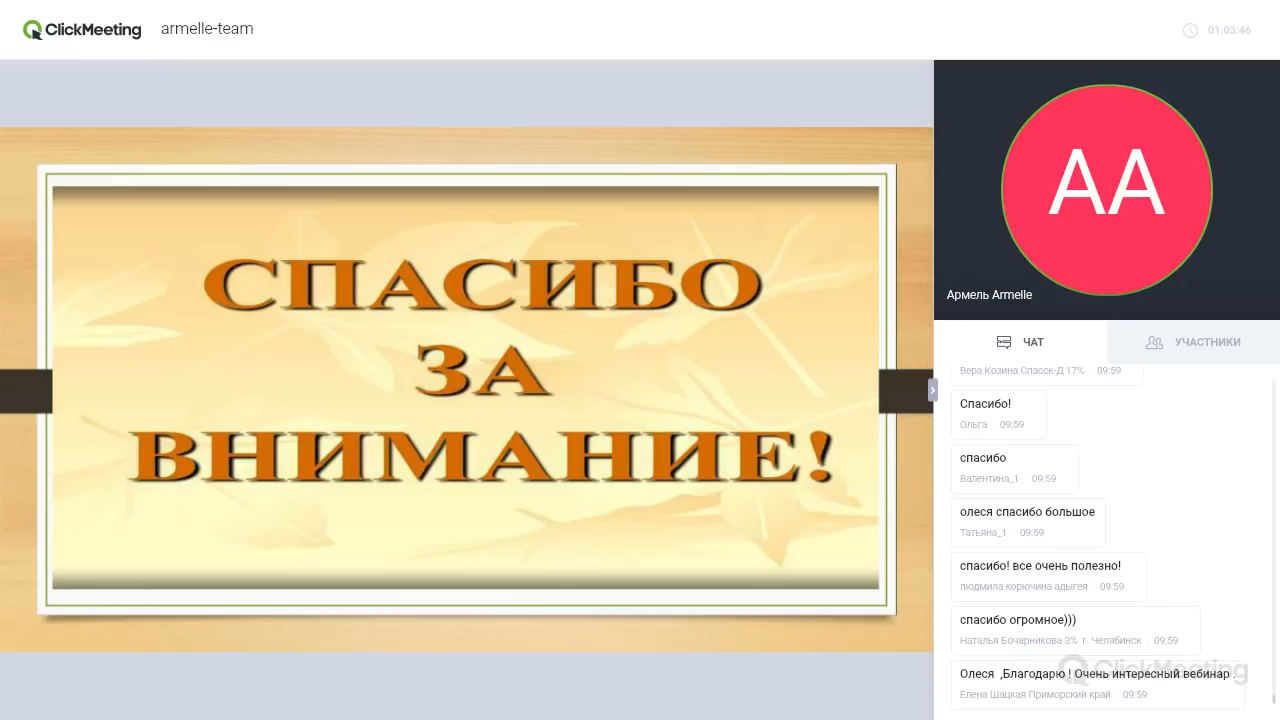 ClickMeeting armelle-team 01:03:46
СПАСИБО
ЗА
ВНИМАНИЕ!
AA
Армель Armelle
ЧАТ УЧАСТНИКИ
Вера Козина Спасск-Д 17% · 09:59
Спасибо!
Ольга · 09:59
спасибо
Валентина_1 · 09:59
олеся спасибо большое
Татьяна_1 · 09:59
спасибо! все очень полезно!
людмила корючина адыгея · 09:59
спасибо огромное)))
Наталья Бочарникова 3% г. Челябинск · 09:59
ClickMeeting
Олеся ,Благодарю ! Очень интересный вебинар .
Елена Шацкая Приморский край · 09:59